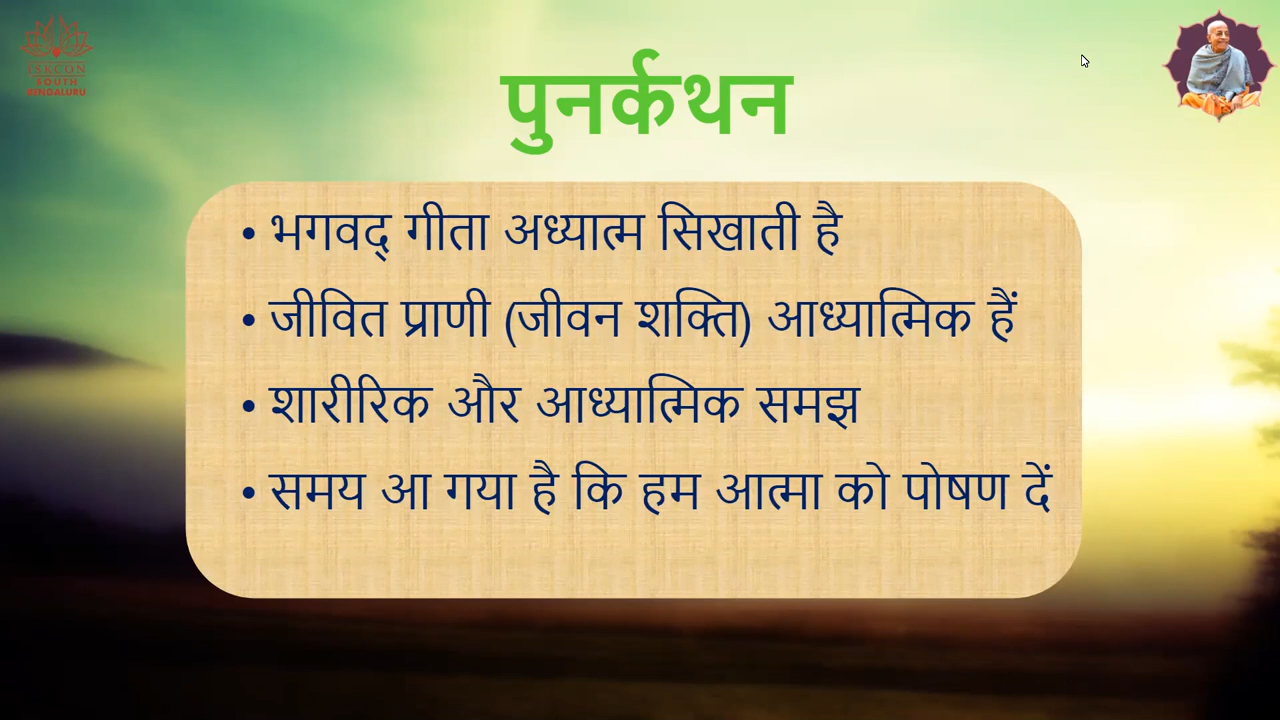 ISKCON
SOUTH
BENGALURU
पुनर्कथन
• भगवद् गीता अध्यात्म सिखाती है
• जीवित प्राणी (जीवन शक्ति) आध्यात्मिक हैं
• शारीरिक और आध्यात्मिक समझ
• समय आ गया है कि हम आत्मा को पोषण दें